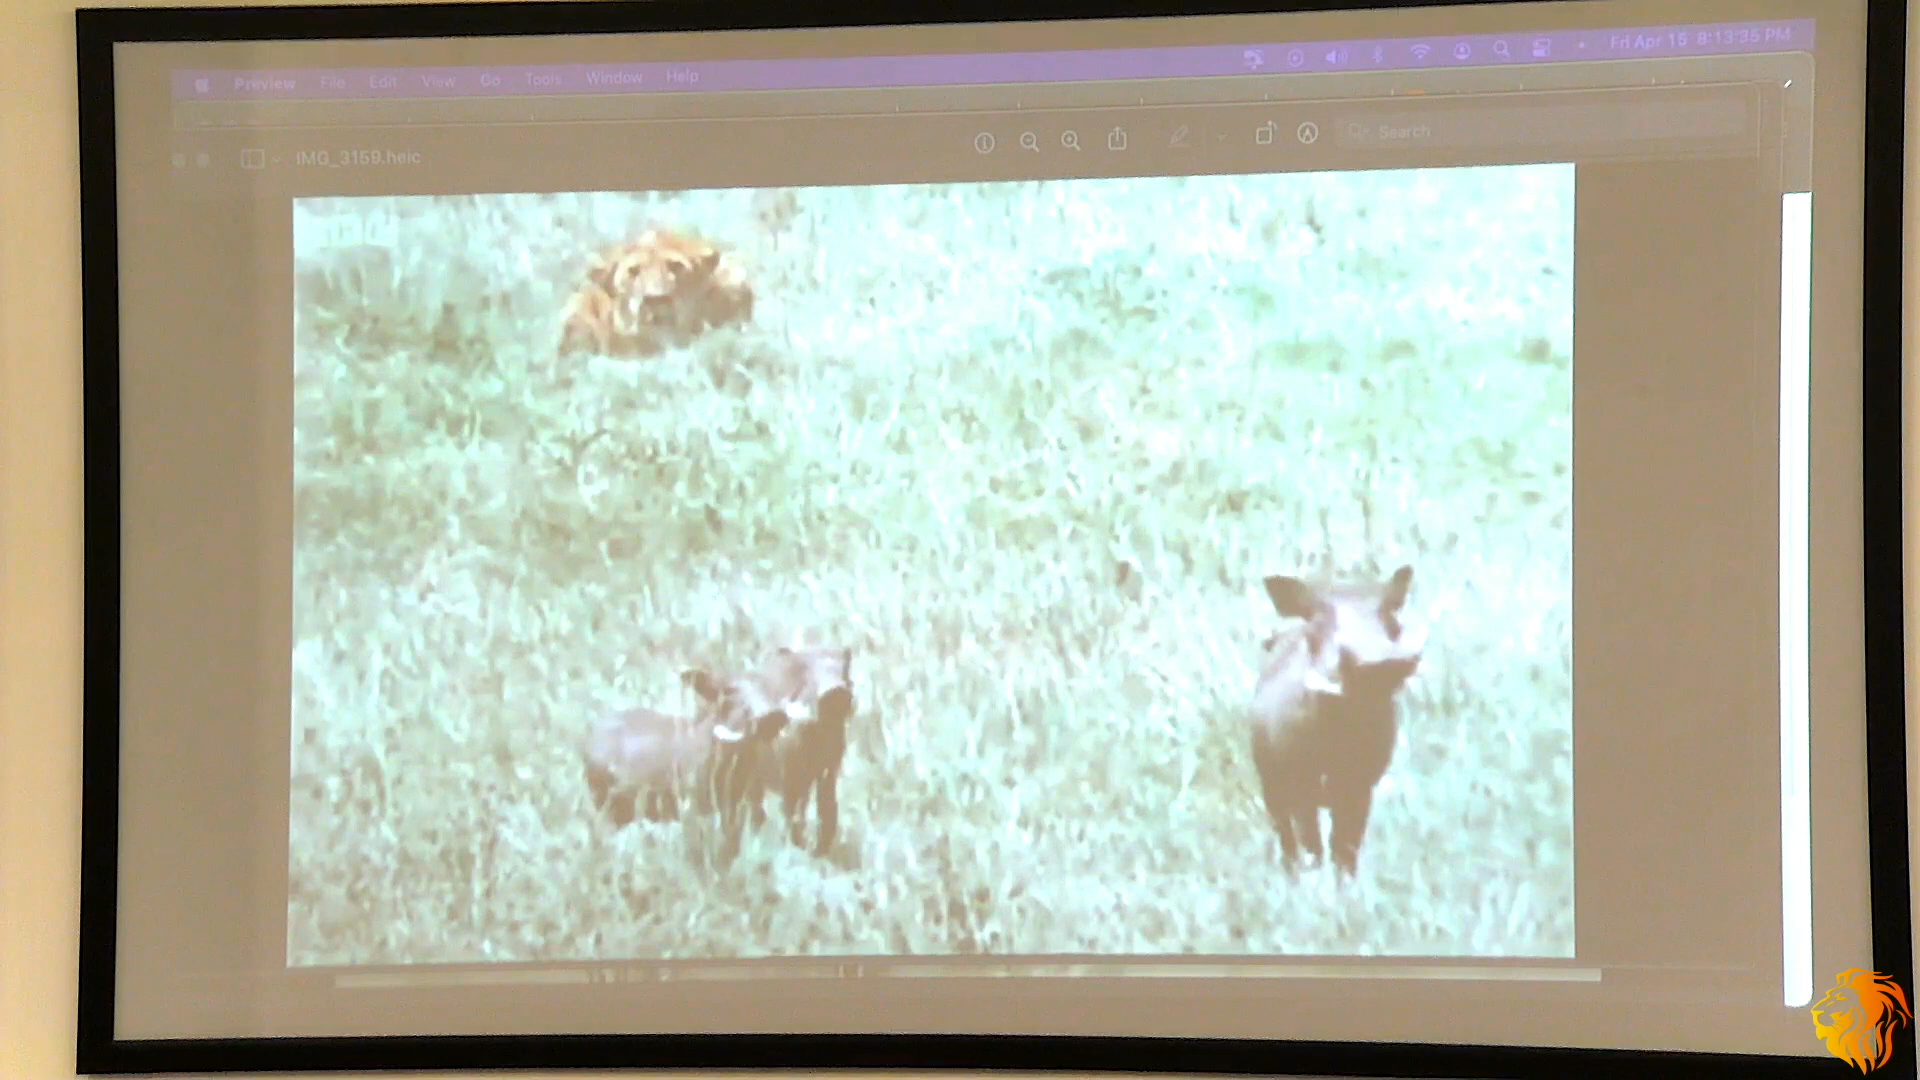 Preview File Edit View Go Tools Window Help
Fri Apr 15 8:13:35 PM
IMG_3159.heic
Search